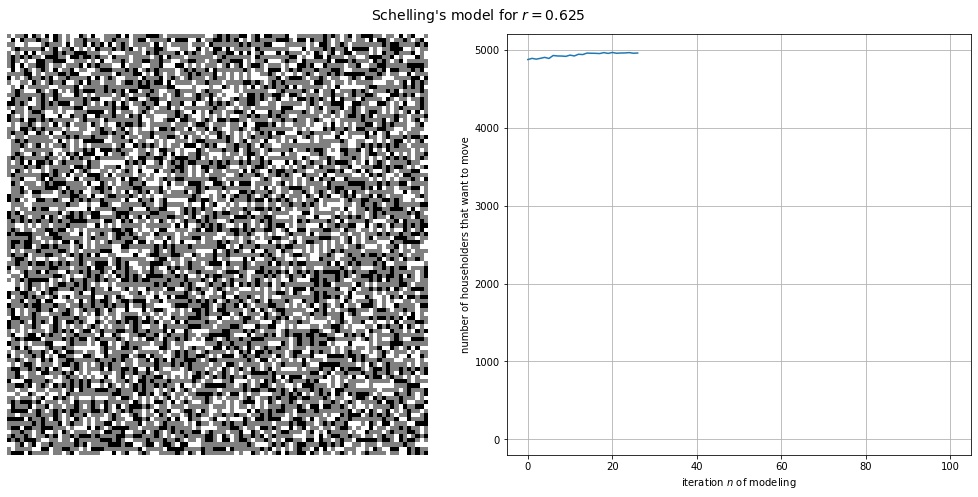 Schelling's model for r = 0.625
number of householders that want to move
5000
4000
3000
2000
1000
0
0 20 40 60 80 100
iteration n of modeling